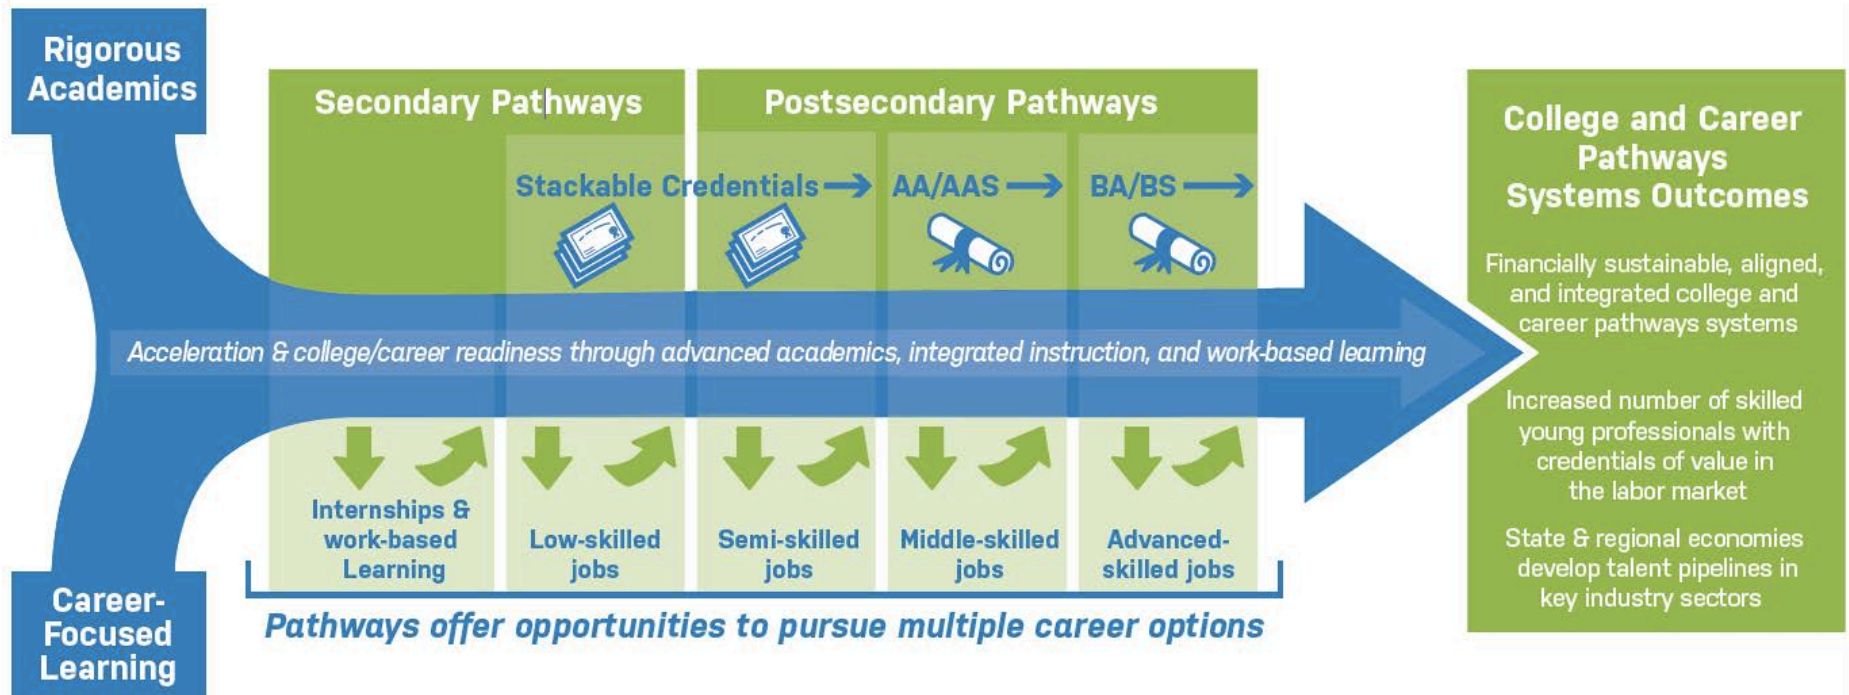 Rigorous
Academics
Secondary Pathways
Postsecondary Pathways
Stackable Credentials
AA/AAS
BA/BS
Acceleration & college/career readiness through advanced academics, integrated instruction, and work-based learning
Internships &
work-based
Learning
Low-skilled
jobs
Semi-skilled
jobs
Middle-skilled
jobs
Advanced-
skilled jobs
Career-
Focused
Learning
Pathways offer opportunities to pursue multiple career options
College and Career
Pathways
Systems Outcomes
Financially sustainable, aligned,
and integrated college and
career pathways systems
Increased number of skilled
young professionals with
credentials of value in
the labor market
State & regional economies
develop talent pipelines in
key industry sectors